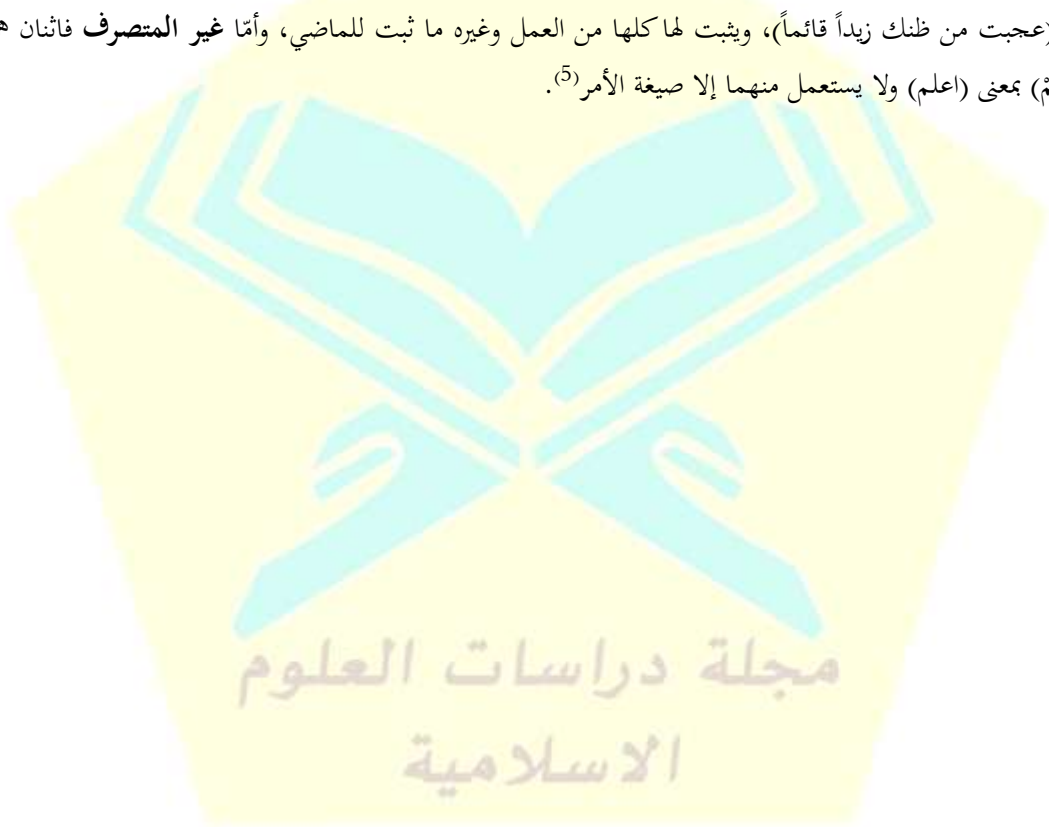 (عجبت من ظنك زيداً قائماً)، ويثبت لها كلها من العمل وغيره ما ثبت للماضي، وأمّا غير المتصرف فاثنان
بمعنى (اعلم) ولا يستعمل منهما إلا صيغة الأمر(5).
مجلة دراسات العلوم
الاسلامية